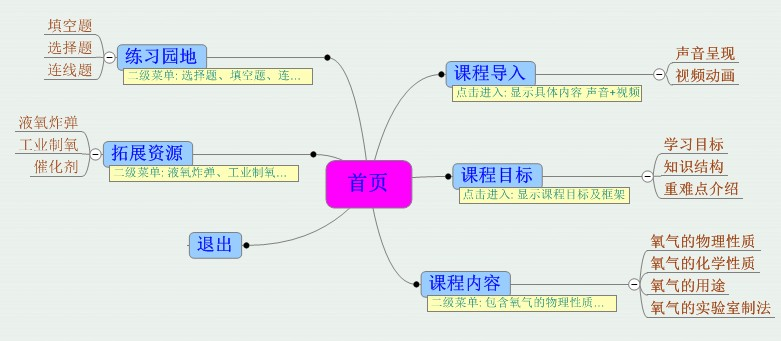 首页
课程导入
点击进入: 显示具体内容 声音+视频
声音呈现
视频动画
课程目标
点击进入: 显示课程目标及框架
学习目标
知识结构
重难点介绍
课程内容
二级菜单: 包含氧气的物理性质...
氧气的物理性质
氧气的化学性质
氧气的用途
氧气的实验室制法
练习园地
二级菜单: 选择题、填空题、连...
填空题
选择题
连线题
拓展资源
二级菜单: 液氧炸弹、工业制氧...
液氧炸弹
工业制氧
催化剂
退出